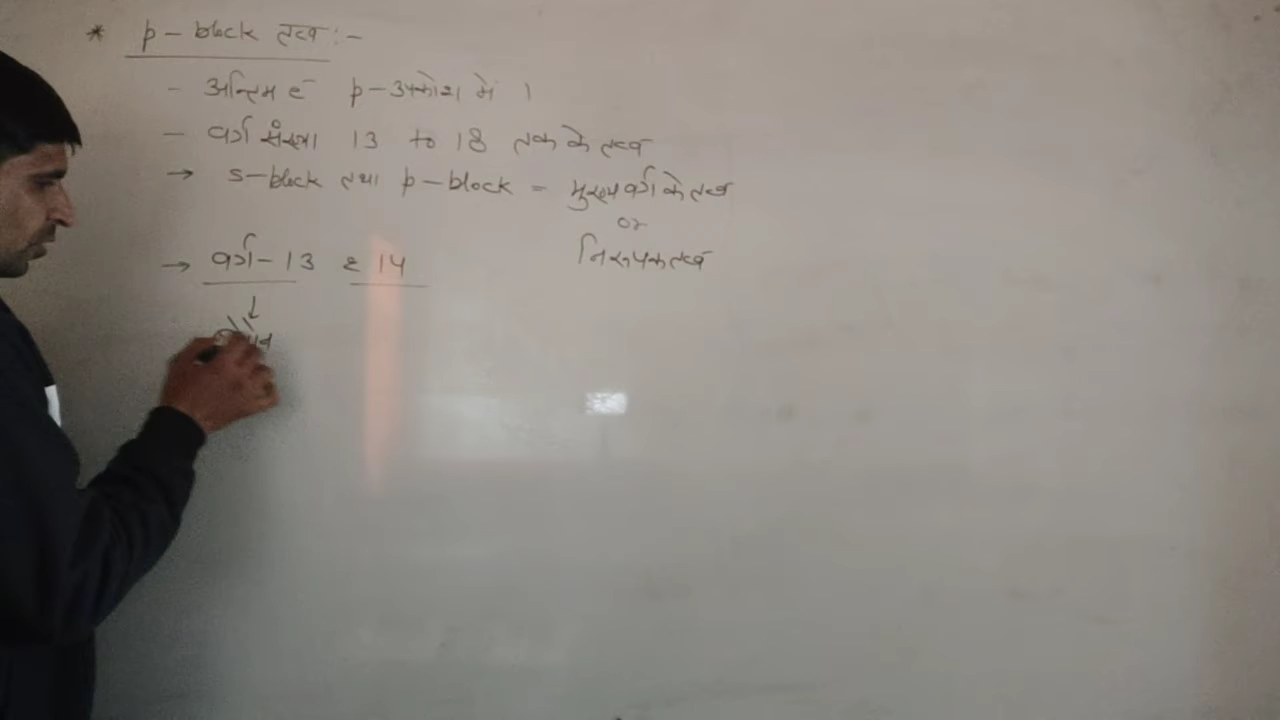 * p-block तत्व :-
- अन्तिम e⁻ p-उपकोश में ।
- वर्ग संख्या 13 to 18 तक के तत्व
→ s-block तथा p-block = मुख्य वर्ग के तत्व
or
निरूपक तत्व
→ वर्ग-13 & 14
↓